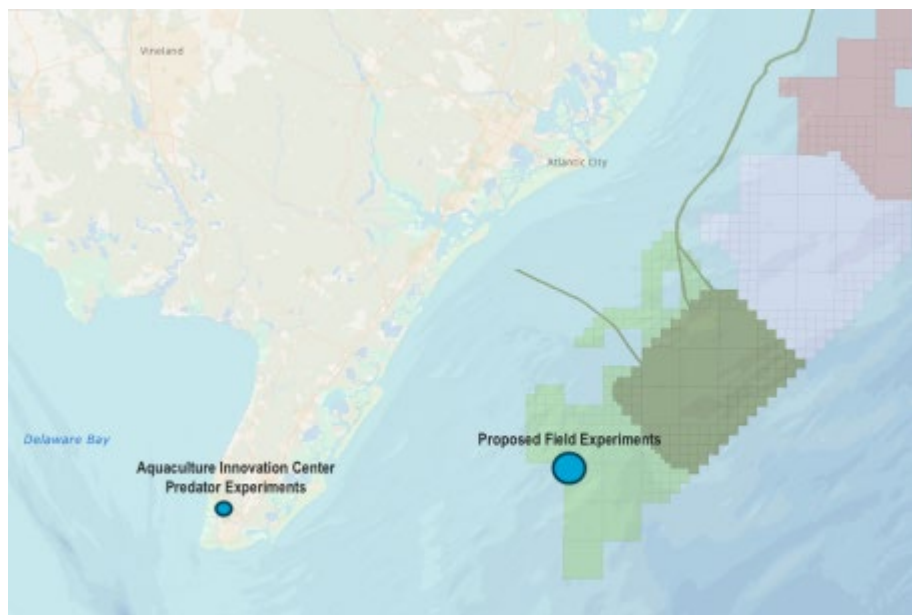 Vineland
Atlantic City
Delaware Bay
Proposed Field Experiments
Aquaculture Innovation Center
Predator Experiments